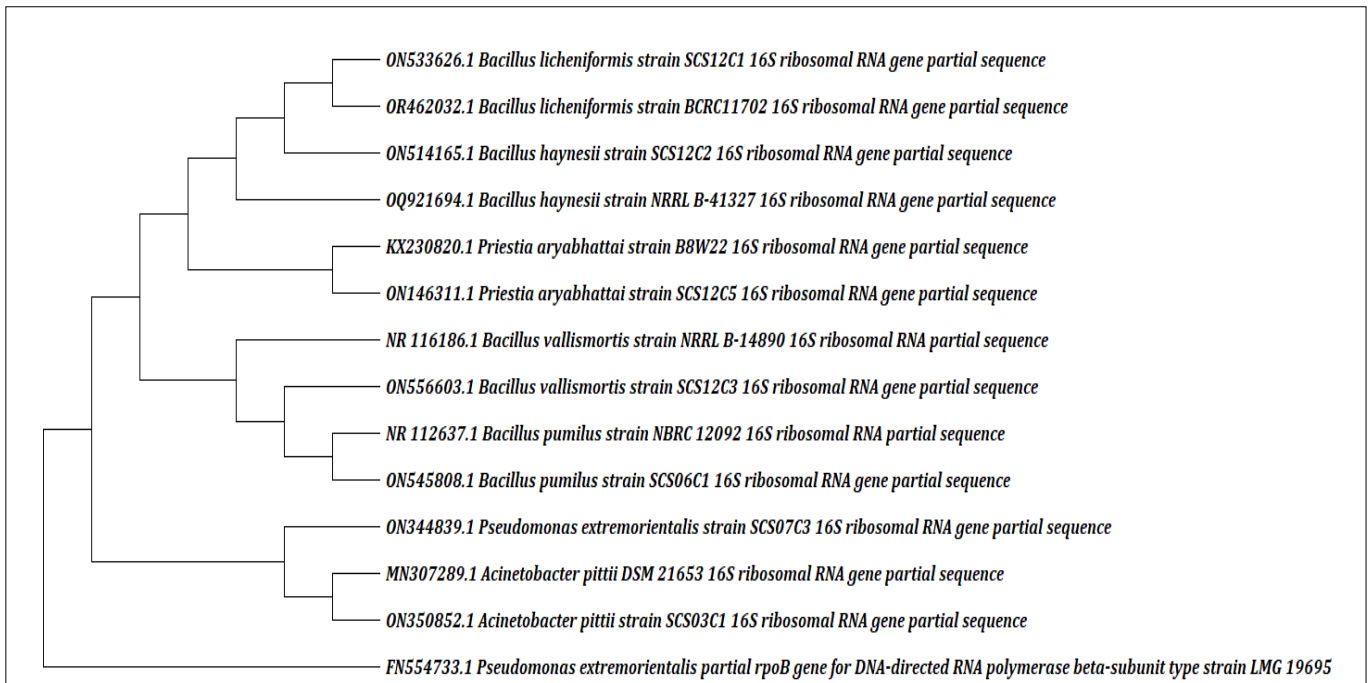 ON533626.1 Bacillus licheniformis strain SCS12C1 16S ribosomal RNA gene partial sequence
OR462032.1 Bacillus licheniformis strain BCRC11702 16S ribosomal RNA gene partial sequence
ON514165.1 Bacillus haynesii strain SCS12C2 16S ribosomal RNA gene partial sequence
OQ921694.1 Bacillus haynesii strain NRRL B-41327 16S ribosomal RNA gene partial sequence
KX230820.1 Priestia aryabhattai strain B8W22 16S ribosomal RNA gene partial sequence
ON146311.1 Priestia aryabhattai strain SCS12C5 16S ribosomal RNA gene partial sequence
NR 116186.1 Bacillus vallismortis strain NRRL B-14890 16S ribosomal RNA partial sequence
ON556603.1 Bacillus vallismortis strain SCS12C3 16S ribosomal RNA gene partial sequence
NR 112637.1 Bacillus pumilus strain NBRC 12092 16S ribosomal RNA partial sequence
ON545808.1 Bacillus pumilus strain SCS06C1 16S ribosomal RNA gene partial sequence
ON344839.1 Pseudomonas extremorientalis strain SCS07C3 16S ribosomal RNA gene partial sequence
MN307289.1 Acinetobacter pittii DSM 21653 16S ribosomal RNA gene partial sequence
ON350852.1 Acinetobacter pittii strain SCS03C1 16S ribosomal RNA gene partial sequence
FN554733.1 Pseudomonas extremorientalis partial rpoB gene for DNA-directed RNA polymerase beta-subunit type strain LMG 19695